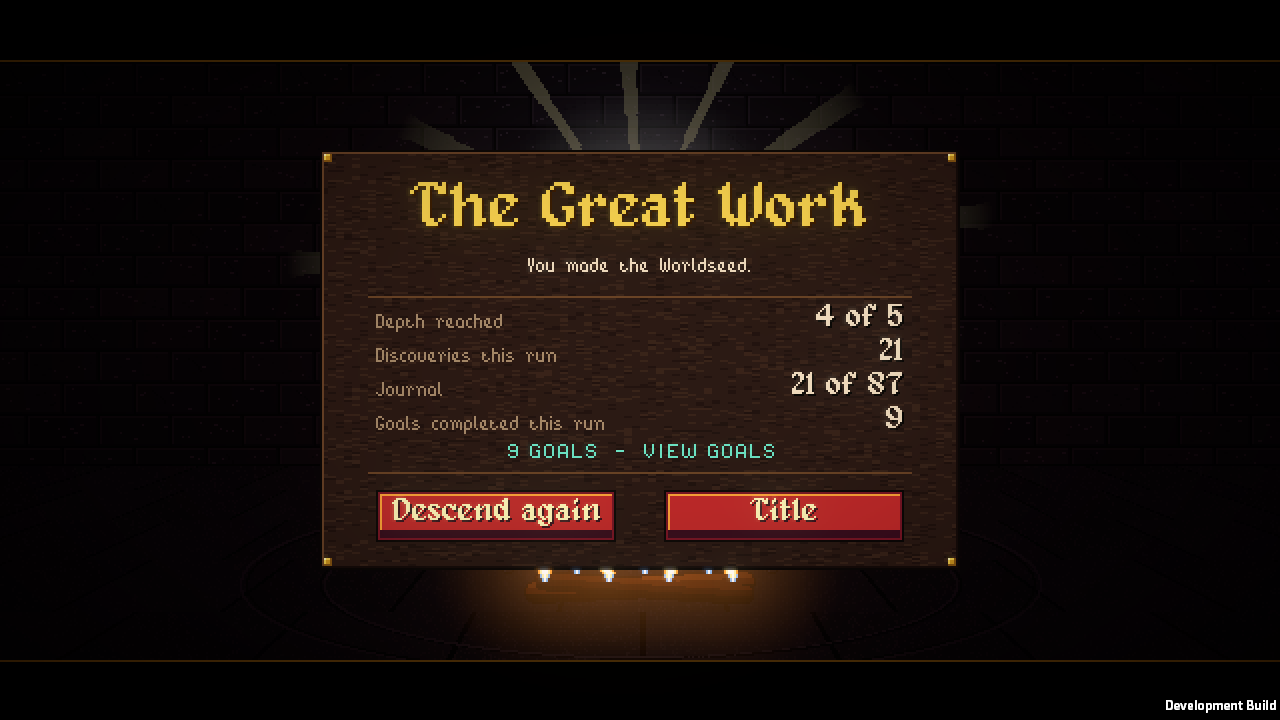 The Great Work
You made the Worldseed.
Depth reached 4 of 5
Discoveries this run 21
Journal 21 of 87
Goals completed this run 9
9 GOALS - VIEW GOALS
Descend again Title
Development Build